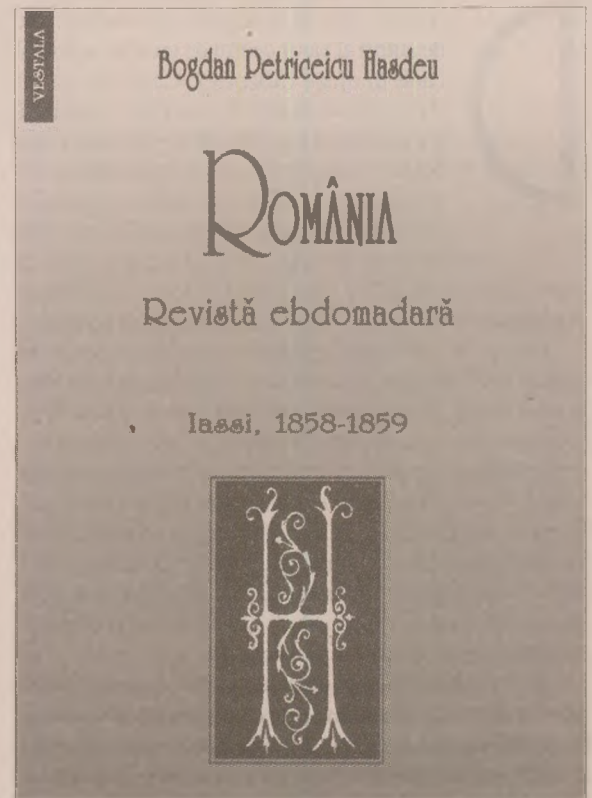 VESTALA
Bogdan Petriceicu Hasdeu
ROMÂNIA
Revistă ebdomadară
Iassi, 1858-1859
H